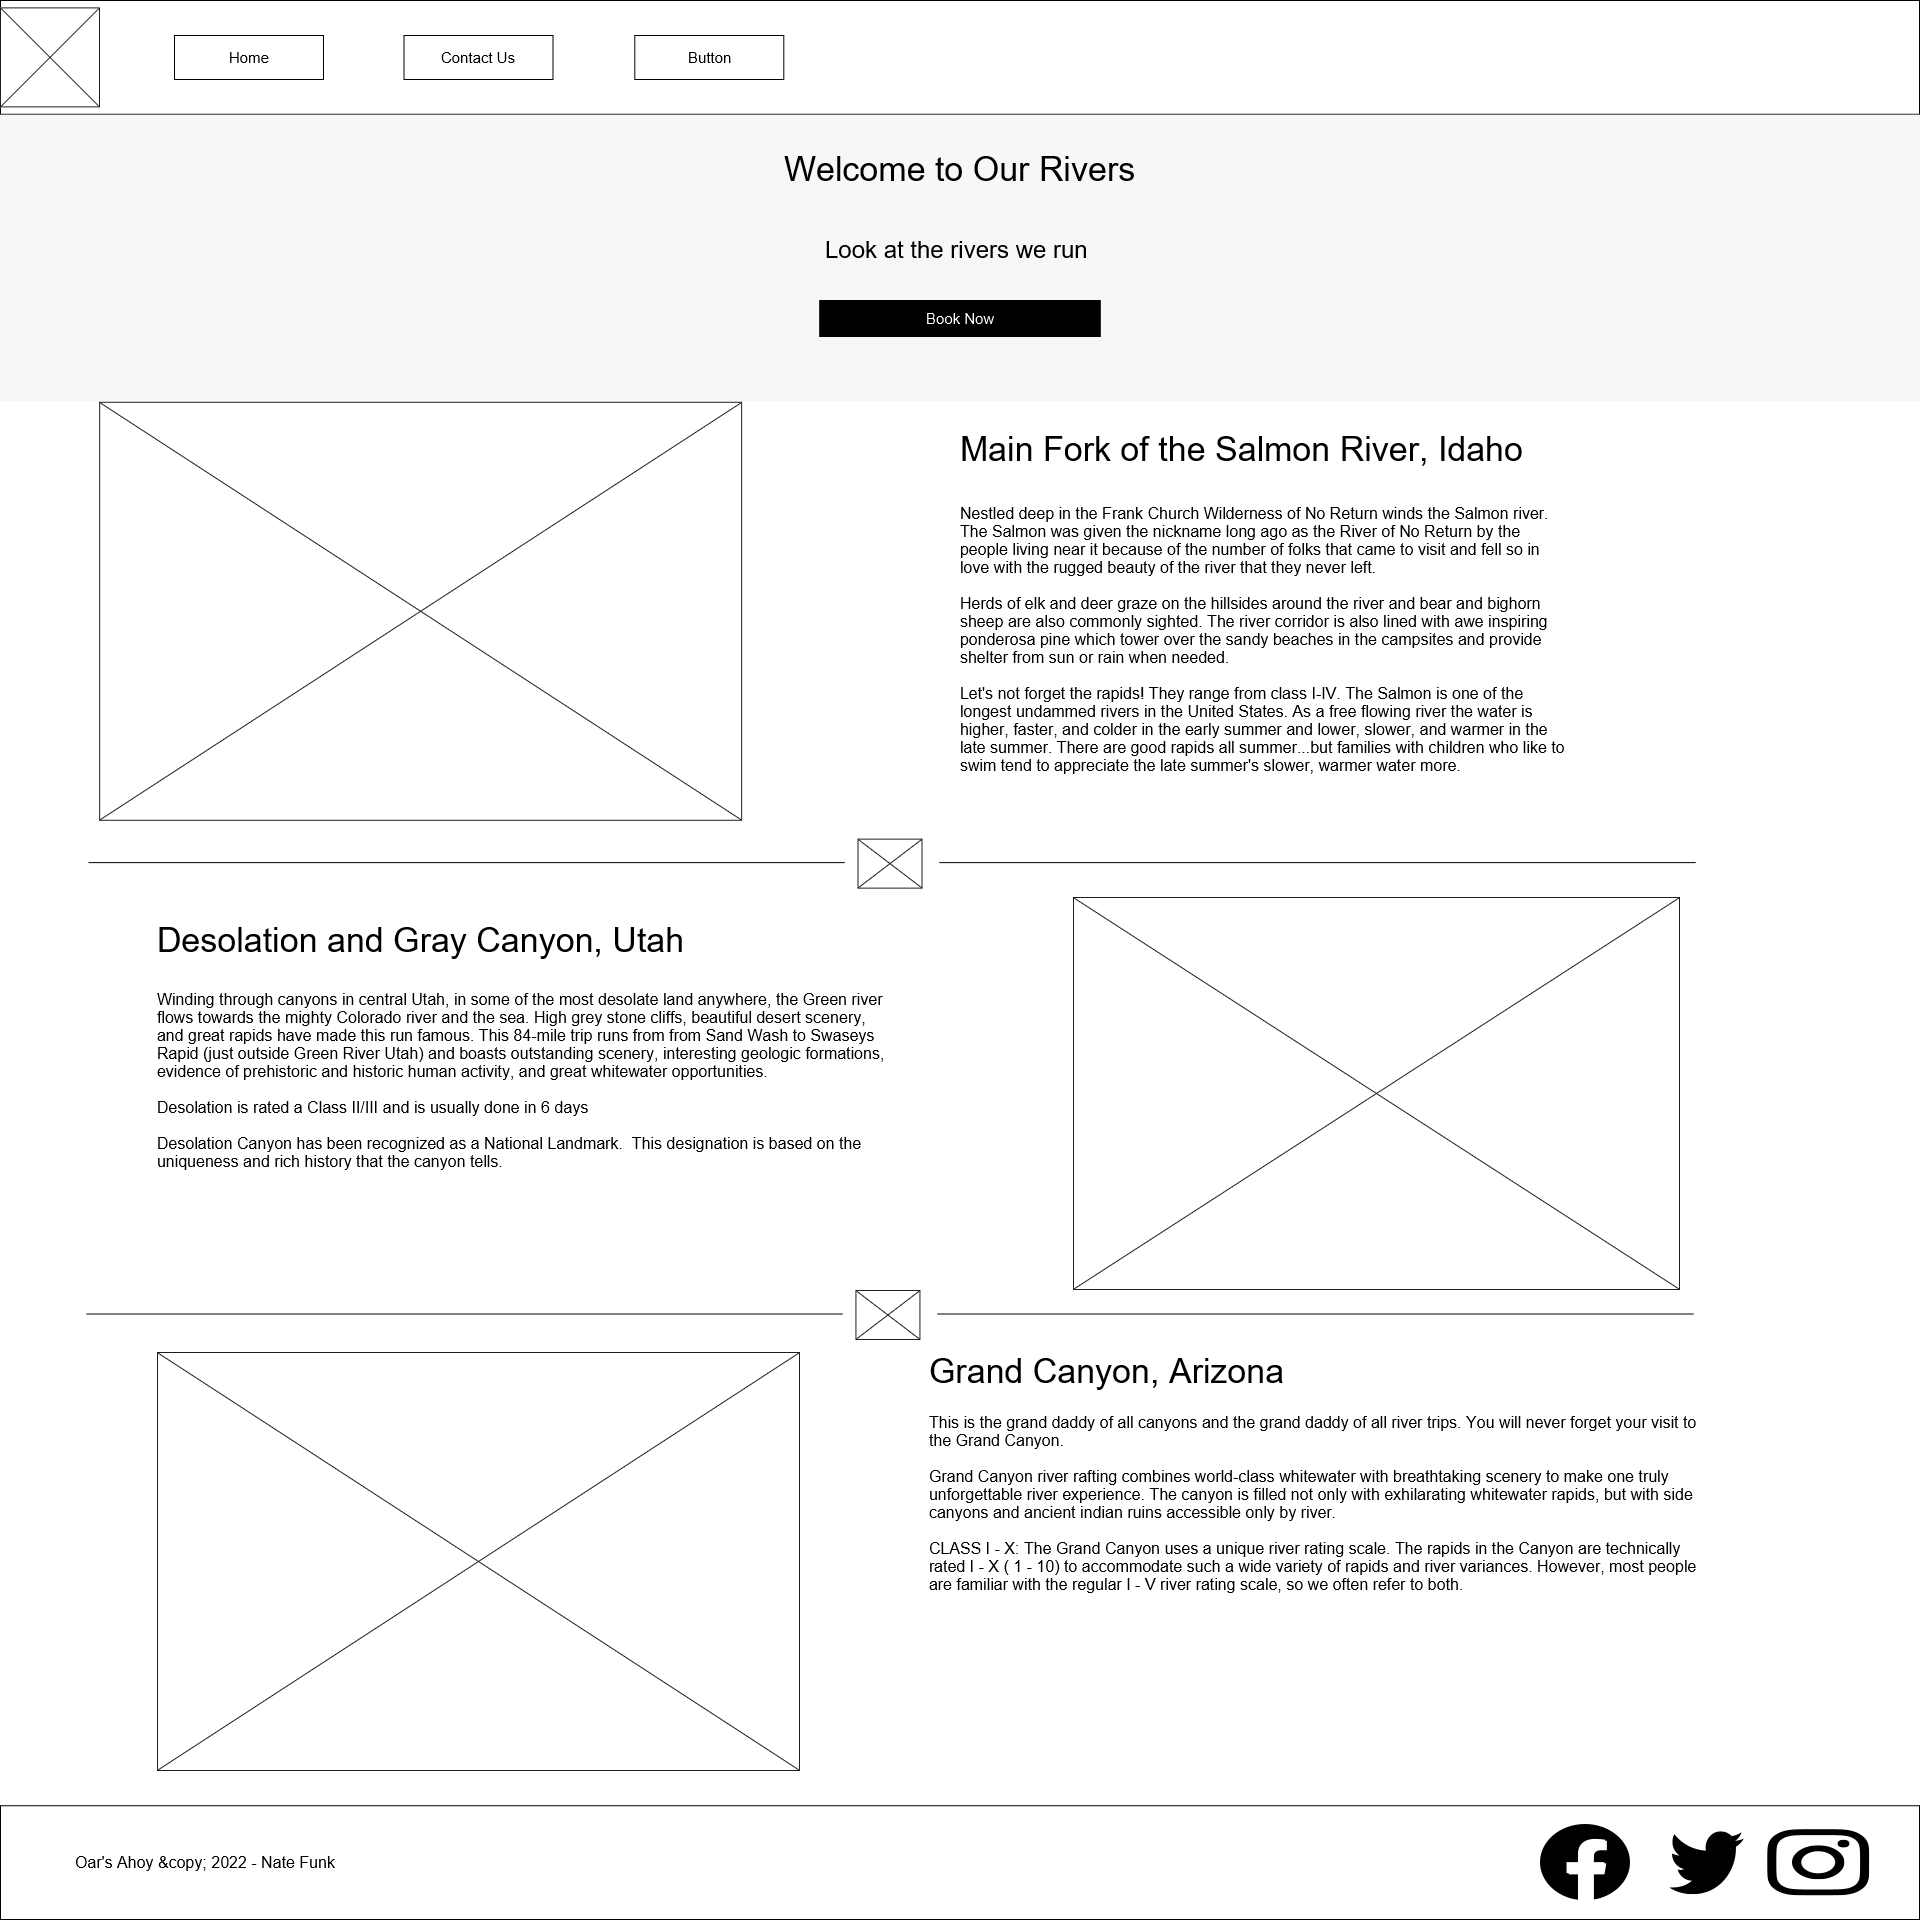 Home
Contact Us
Button
Welcome to Our Rivers
Look at the rivers we run
Book Now
Main Fork of the Salmon River, Idaho
Nestled deep in the Frank Church Wilderness of No Return winds the Salmon river.
The Salmon was given the nickname long ago as the River of No Return by the
people living near it because of the number of folks that came to visit and fell so in
love with the rugged beauty of the river that they never left.
Herds of elk and deer graze on the hillsides around the river and bear and bighorn
sheep are also commonly sighted. The river corridor is also lined with awe inspiring
ponderosa pine which tower over the sandy beaches in the campsites and provide
shelter from sun or rain when needed.
Let's not forget the rapids! They range from class I-IV. The Salmon is one of the
longest undammed rivers in the United States. As a free flowing river the water is
higher, faster, and colder in the early summer and lower, slower, and warmer in the
late summer. There are good rapids all summer...but families with children who like to
swim tend to appreciate the late summer's slower, warmer water more.
Desolation and Gray Canyon, Utah
Winding through canyons in central Utah, in some of the most desolate land anywhere, the Green river
flows towards the mighty Colorado river and the sea. High grey stone cliffs, beautiful desert scenery,
and great rapids have made this run famous. This 84-mile trip runs from from Sand Wash to Swaseys
Rapid (just outside Green River Utah) and boasts outstanding scenery, interesting geologic formations,
evidence of prehistoric and historic human activity, and great whitewater opportunities.
Desolation is rated a Class II/III and is usually done in 6 days
Desolation Canyon has been recognized as a National Landmark.  This designation is based on the
uniqueness and rich history that the canyon tells.
Grand Canyon, Arizona
This is the grand daddy of all canyons and the grand daddy of all river trips. You will never forget your visit to
the Grand Canyon.
Grand Canyon river rafting combines world-class whitewater with breathtaking scenery to make one truly
unforgettable river experience. The canyon is filled not only with exhilarating whitewater rapids, but with side
canyons and ancient indian ruins accessible only by river.
CLASS I - X: The Grand Canyon uses a unique river rating scale. The rapids in the Canyon are technically
rated I - X ( 1 - 10) to accommodate such a wide variety of rapids and river variances. However, most people
are familiar with the regular I - V river rating scale, so we often refer to both.
Oar's Ahoy &copy; 2022 - Nate Funk